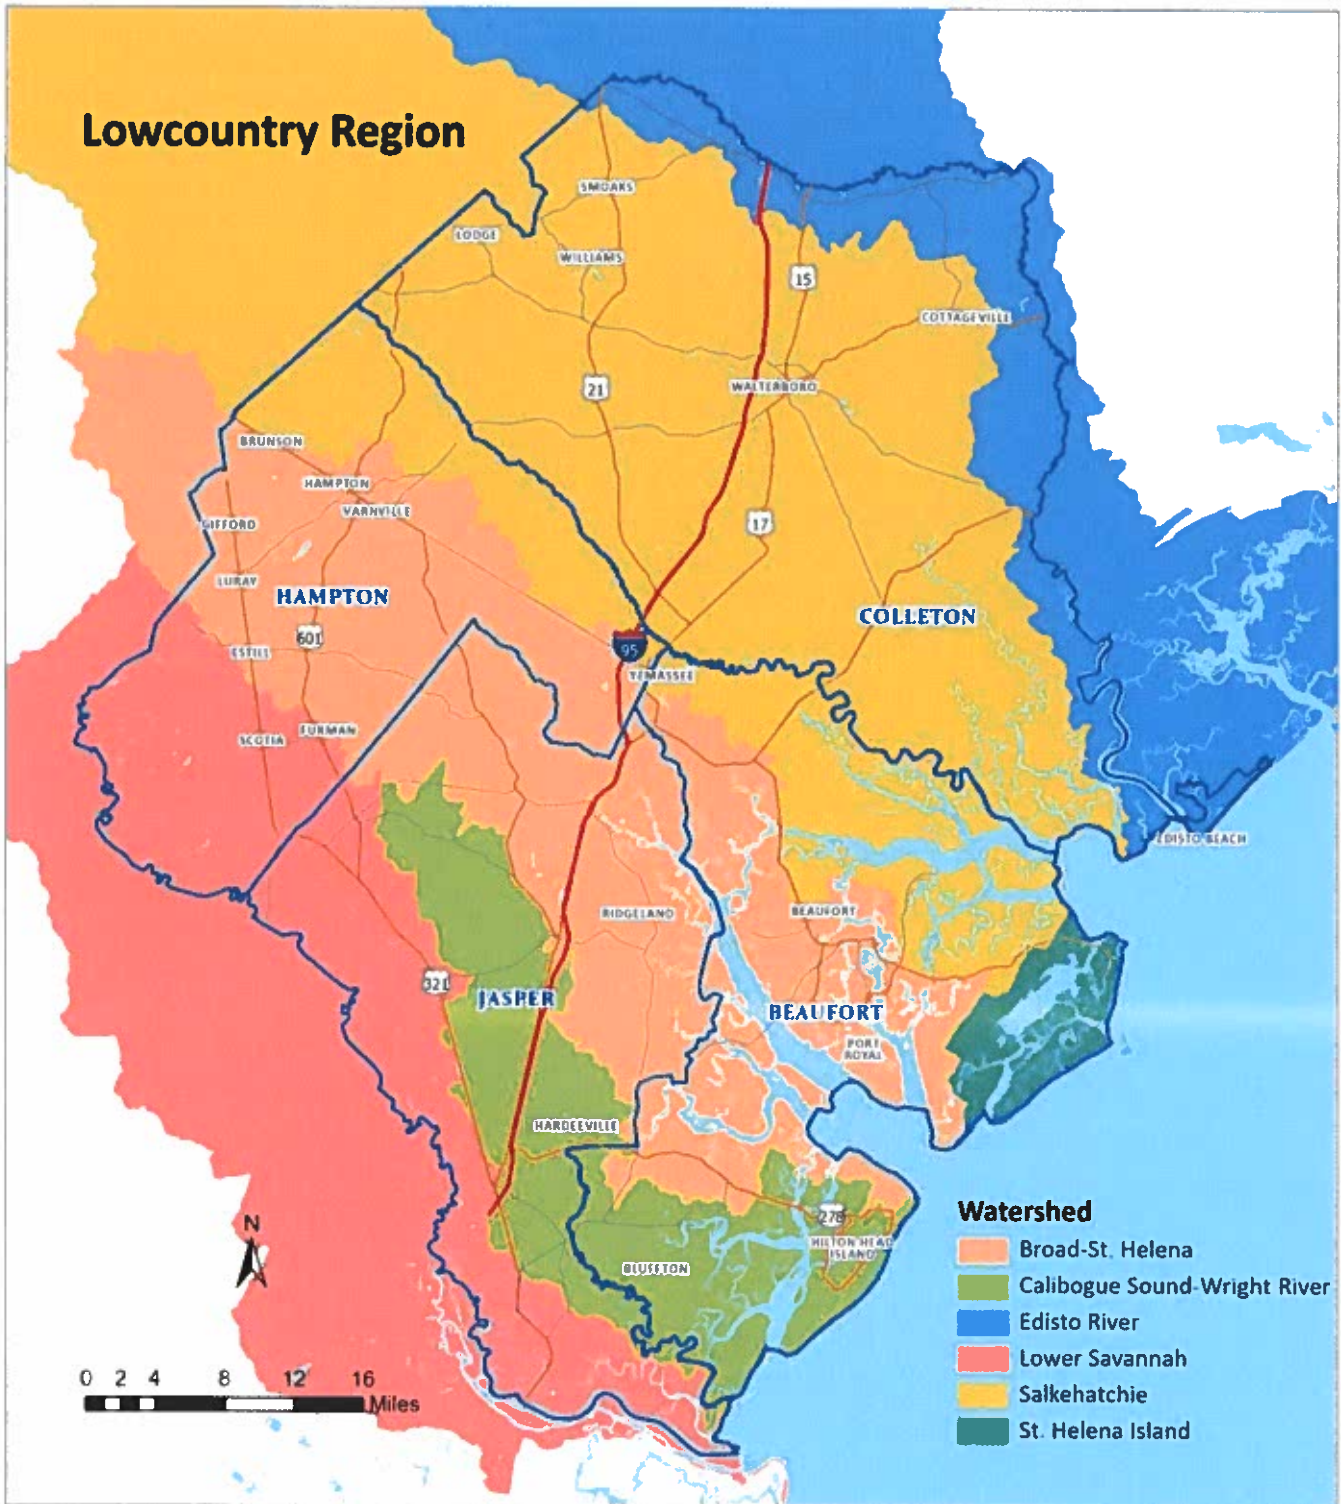 Lowcountry Region
SMOAKS
LODGE
WILLIAMS
15
COTTAGEVILLE
21
WALTERBORO
BRUNSON
HAMPTON
VARNVILLE
GIFFORD
17
LURAY
HAMPTON
COLLETON
601
95
ESTILL
YEMASSEE
FURMAN
SCOTIA
EDISTO BEACH
RIDGELAND
BEAUFORT
321
JASPER
BEAUFORT
PORT
ROYAL
HARDEEVILLE
278
HILTON HEAD
ISLAND
BLUFFTON
Watershed
Broad-St. Helena
Calibogue Sound-Wright River
Edisto River
Lower Savannah
Salkehatchie
St. Helena Island
N
0 2 4 8 12 16
Miles